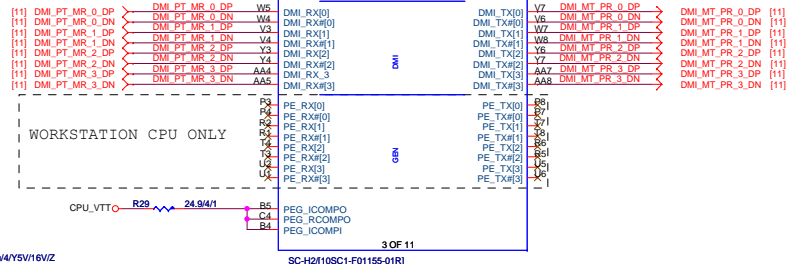 [11] DMI_PT_MR_0_DP DMI_PT_MR_0_DP W5 DMI_RX[0] DMI_TX[0] V7 DMI_MT_PR_0_DP DMI_MT_PR_0_DP [11]
[11] DMI_PT_MR_0_DN DMI_PT_MR_0_DN W4 DMI_RX#[0] DMI_TX#[0] V6 DMI_MT_PR_0_DN DMI_MT_PR_0_DN [11]
[11] DMI_PT_MR_1_DP DMI_PT_MR_1_DP V3 DMI_RX[1] DMI_TX[1] W7 DMI_MT_PR_1_DP DMI_MT_PR_1_DP [11]
[11] DMI_PT_MR_1_DN DMI_PT_MR_1_DN V4 DMI_RX#[1] DMI_TX#[1] W8 DMI_MT_PR_1_DN DMI_MT_PR_1_DN [11]
[11] DMI_PT_MR_2_DP DMI_PT_MR_2_DP Y3 DMI_RX[2] DMI_TX[2] Y6 DMI_MT_PR_2_DP DMI_MT_PR_2_DP [11]
[11] DMI_PT_MR_2_DN DMI_PT_MR_2_DN Y4 DMI_RX#[2] DMI_TX#[2] Y7 DMI_MT_PR_2_DN DMI_MT_PR_2_DN [11]
[11] DMI_PT_MR_3_DP DMI_PT_MR_3_DP AA4 DMI_RX_3 DMI_TX[3] AA7 DMI_MT_PR_3_DP DMI_MT_PR_3_DP [11]
[11] DMI_PT_MR_3_DN DMI_PT_MR_3_DN AA5 DMI_RX#[3] DMI_TX#[3] AA8 DMI_MT_PR_3_DN DMI_MT_PR_3_DN [11]
DMI
P3 PE_RX[0] PE_TX[0] P8
P4 PE_RX#[0] PE_TX#[0] P7
R2 PE_RX[1] PE_TX[1] T7
R1 PE_RX#[1] PE_TX#[1] T8
T4 PE_RX[2] PE_TX[2] R6
T3 PE_RX#[2] PE_TX#[2] R5
U2 PE_RX[3] PE_TX[3] U5
U1 PE_RX#[3] PE_TX#[3] U6
WORKSTATION CPU ONLY
GEN
CPU_VTT R29 24.9/4/1 B5 PEG_ICOMPO
C4 PEG_RCOMPO
B4 PEG_ICOMPI
3 OF 11
/4/Y5V/16V/Z
SC-H2/[10SC1-F01155-01R]